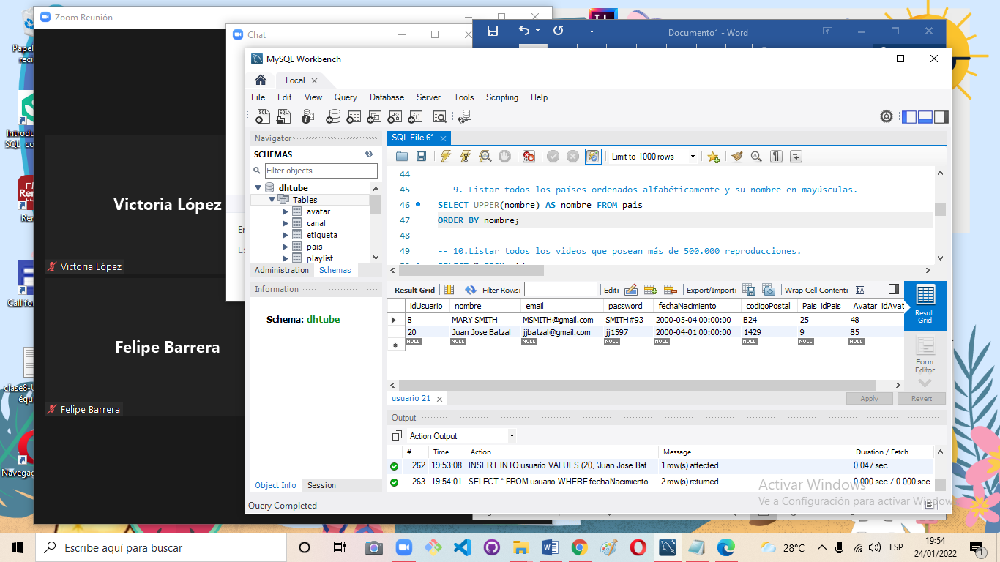 Zoom Reunión
Chat
Documento1 - Word
MySQL Workbench
Local
File Edit View Query Database Server Tools Scripting Help
Navigator
SCHEMAS
Filter objects
dhtube
Tables
avatar
canal
etiqueta
pais
playlist
Administration Schemas
Information
Schema: dhtube
Object Info Session
Query Completed
SQL File 6*
Limit to 1000 rows
44
45 -- 9. Listar todos los países ordenados alfabéticamente y su nombre en mayúsculas.
46 SELECT UPPER(nombre) AS nombre FROM pais
47 ORDER BY nombre;
48
49 -- 10.Listar todos los videos que posean más de 500.000 reproducciones.
Result Grid Filter Rows: Edit: Export/Import: Wrap Cell Content:
idUsuario nombre email password fechaNacimiento codigoPostal Pais_idPais Avatar_idAvat
8 MARY SMITH MSMITH@gmail.com SMITH#93 2000-05-04 00:00:00 B24 25 48
20 Juan Jose Batzal jjbatzal@gmail.com jj1597 2000-04-01 00:00:00 1429 9 85
NULL NULL NULL NULL NULL NULL NULL NULL
Result Grid
Form Editor
usuario 21
Apply Revert
Output
Action Output
# Time Action Message Duration / Fetch
262 19:53:08 INSERT INTO usuario VALUES (20, 'Juan Jose Bat... 1 row(s) affected 0.047 sec
263 19:54:01 SELECT * FROM usuario WHERE fechaNacimiento... 2 row(s) returned 0.000 sec / 0.000 sec
Activar Windows
Ve a Configuración para activar Window
Victoria López
Victoria López
Felipe Barrera
Felipe Barrera
Escribe aquí para buscar
28°C
ESP
19:54
24/01/2022
1